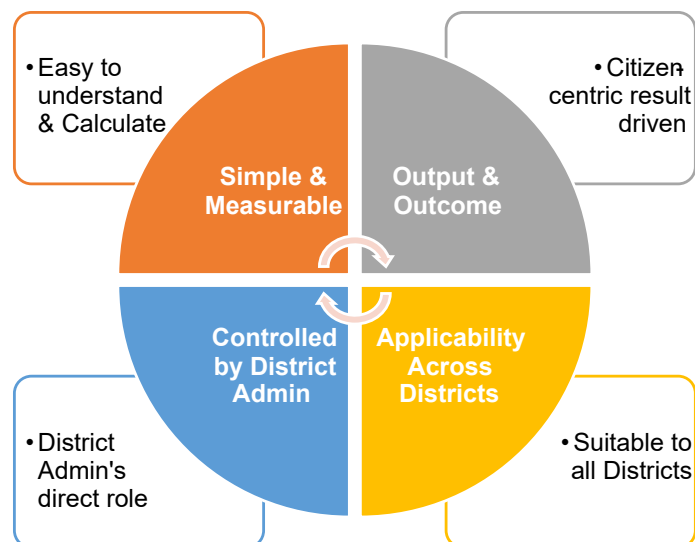 • Easy to
understand
& Calculate
• Citizen-
centric result
driven
Simple &
Measurable
Output &
Outcome
Controlled
by District
Admin
Applicability
Across
Districts
• District
Admin's
direct role
• Suitable to
all Districts